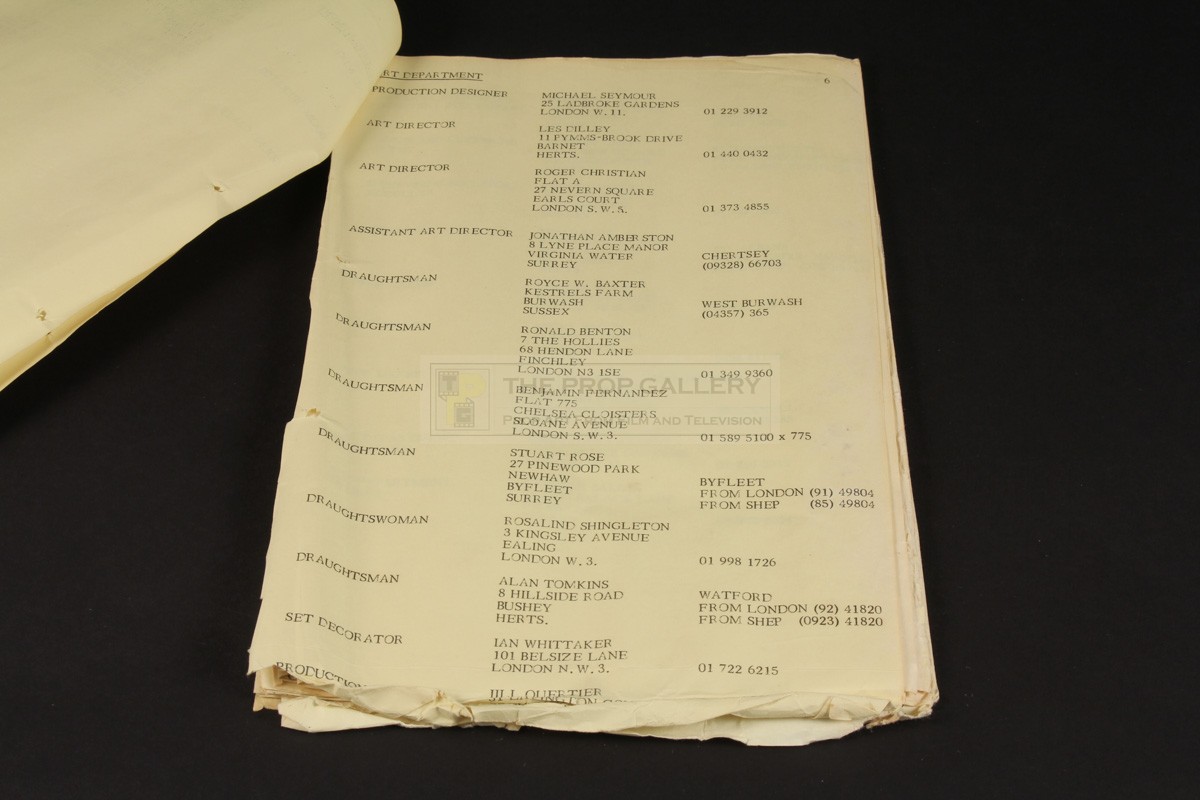 ART DEPARTMENT 6
PRODUCTION DESIGNER MICHAEL SEYMOUR
25 LADBROKE GARDENS
LONDON W. 11. 01 229 3912
ART DIRECTOR LES DILLEY
11 PYMMS-BROOK DRIVE
BARNET
HERTS. 01 440 0432
ART DIRECTOR ROGER CHRISTIAN
FLAT A
27 NEVERN SQUARE
EARLS COURT
LONDON S. W. 5. 01 373 4855
ASSISTANT ART DIRECTOR JONATHAN AMBERSTON
8 LYNE PLACE MANOR
VIRGINIA WATER CHERTSEY
SURREY (09328) 66703
DRAUGHTSMAN ROYCE W. BAXTER
KESTRELS FARM
BURWASH WEST BURWASH
SUSSEX (04357) 365
DRAUGHTSMAN RONALD BENTON
7 THE HOLLIES
68 HENDON LANE
FINCHLEY
LONDON N3 1SE 01 349 9360
THE PROP GALLERY
DRAUGHTSMAN BENJAMIN FERNANDEZ
FLAT 775
CHELSEA CLOISTERS
SLOANE AVENUE
FILM AND TELEVISION
LONDON S. W. 3. 01 589 5100 x 775
DRAUGHTSMAN STUART ROSE
27 PINEWOOD PARK
NEWHAW BYFLEET
BYFLEET FROM LONDON (91) 49804
SURREY FROM SHEP (85) 49804
DRAUGHTSWOMAN ROSALIND SHINGLETON
3 KINGSLEY AVENUE
EALING
LONDON W. 3. 01 998 1726
DRAUGHTSMAN ALAN TOMKINS
8 HILLSIDE ROAD WATFORD
BUSHEY FROM LONDON (92) 41820
HERTS. FROM SHEP (0923) 41820
SET DECORATOR IAN WHITTAKER
101 BELSIZE LANE
LONDON N. W. 3. 01 722 6215
PRODUCTION QUERTIER